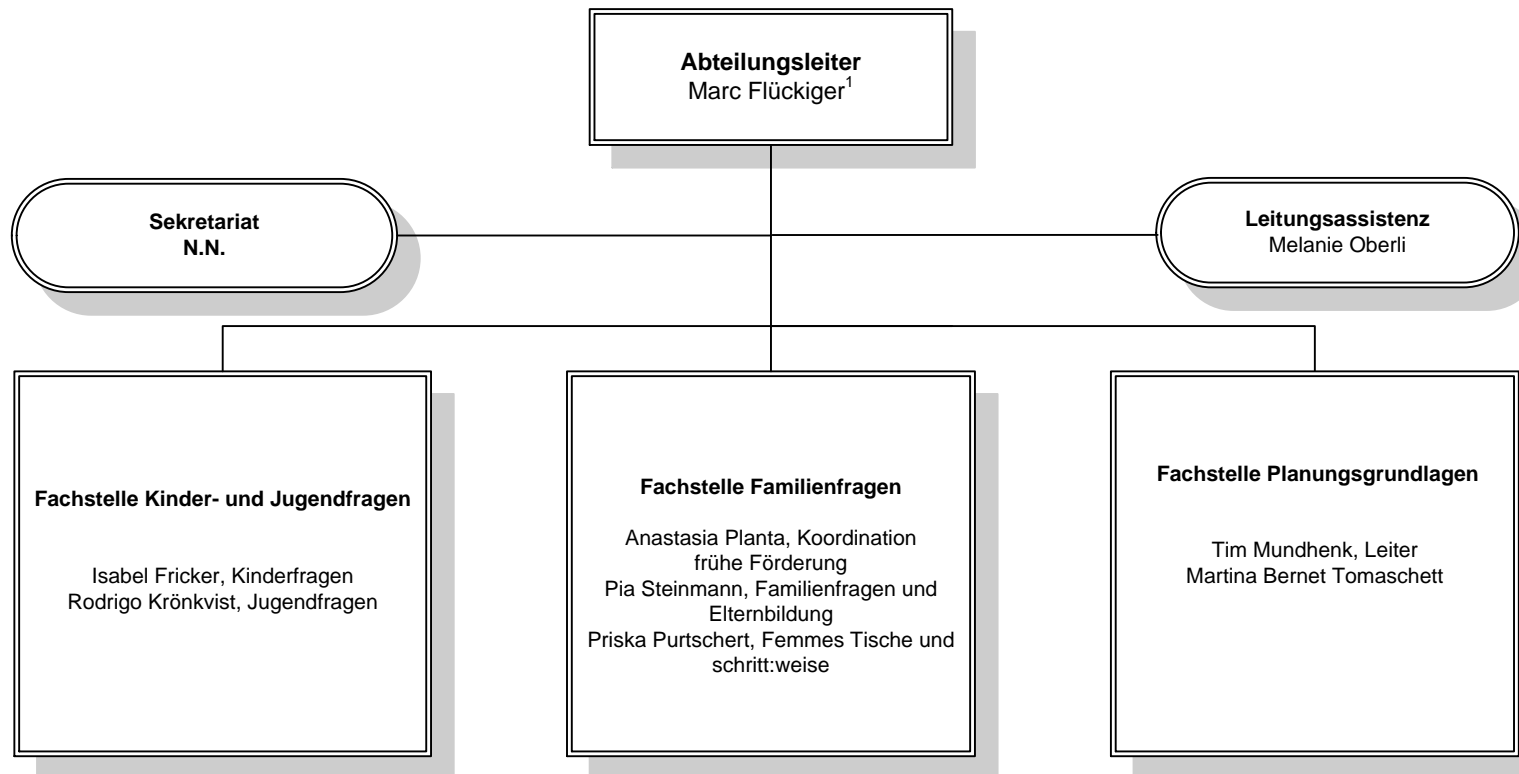 Abteilungsleiter
Marc Flückiger¹
Sekretariat
N.N.
Leitungsassistenz
Melanie Oberli
Fachstelle Kinder- und Jugendfragen
Isabel Fricker, Kinderfragen
Rodrigo Krönkvist, Jugendfragen
Fachstelle Familienfragen
Anastasia Planta, Koordination
frühe Förderung
Pia Steinmann, Familienfragen und
Elternbildung
Priska Purtschert, Femmes Tische und
schritt:weise
Fachstelle Planungsgrundlagen
Tim Mundhenk, Leiter
Martina Bernet Tomaschett